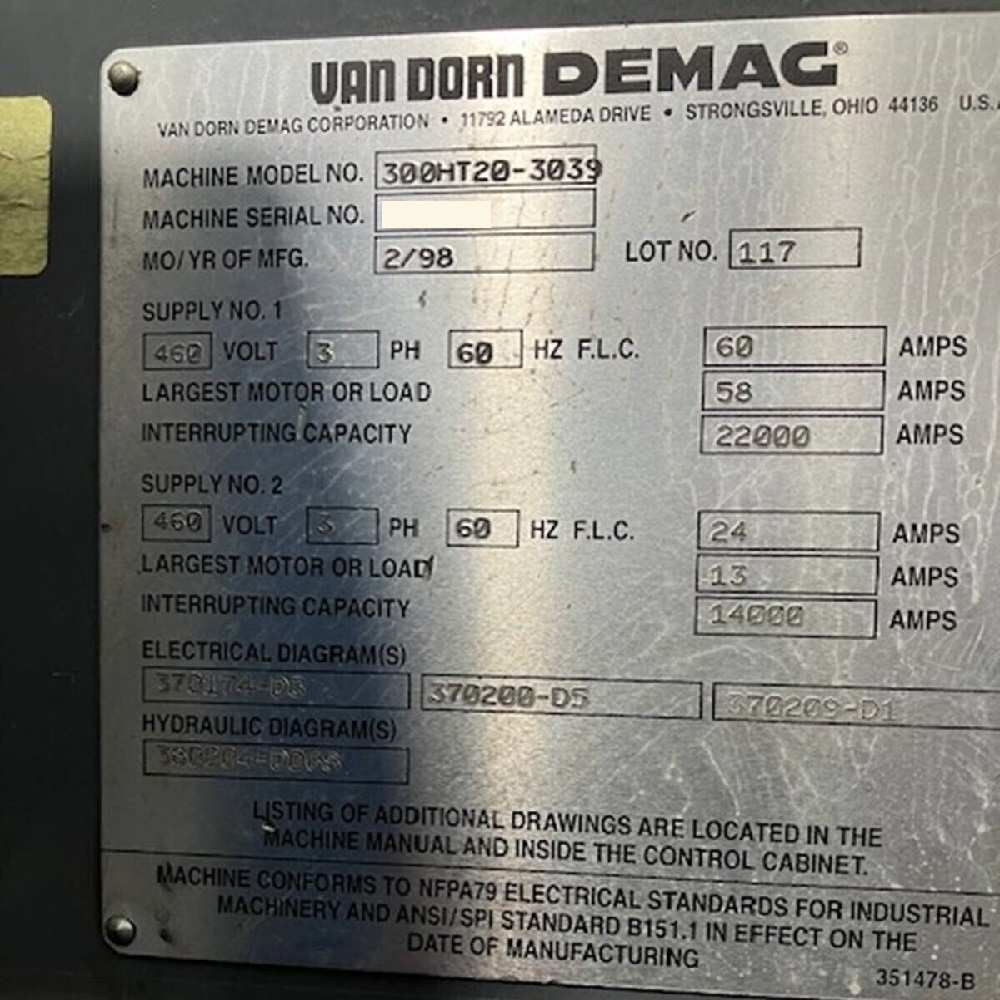 VAN DORN DEMAG®
VAN DORN DEMAG CORPORATION • 11792 ALAMEDA DRIVE • STRONGSVILLE, OHIO 44136 U.S.A
MACHINE MODEL NO. 300HT20-3039
MACHINE SERIAL NO.
MO/YR OF MFG. 2/98 LOT NO. 117
SUPPLY NO. 1
460 VOLT 3 PH 60 HZ F.L.C. 60 AMPS
LARGEST MOTOR OR LOAD 58 AMPS
INTERRUPTING CAPACITY 22000 AMPS
SUPPLY NO. 2
460 VOLT 3 PH 60 HZ F.L.C. 24 AMPS
LARGEST MOTOR OR LOAD 13 AMPS
INTERRUPTING CAPACITY 14000 AMPS
ELECTRICAL DIAGRAM(S)
370200-D5 370209-D1
HYDRAULIC DIAGRAM(S)
LISTING OF ADDITIONAL DRAWINGS ARE LOCATED IN THE
MACHINE MANUAL AND INSIDE THE CONTROL CABINET.
MACHINE CONFORMS TO NFPA79 ELECTRICAL STANDARDS FOR INDUSTRIAL
MACHINERY AND ANSI/SPI STANDARD B151.1 IN EFFECT ON THE
DATE OF MANUFACTURING
351478-B